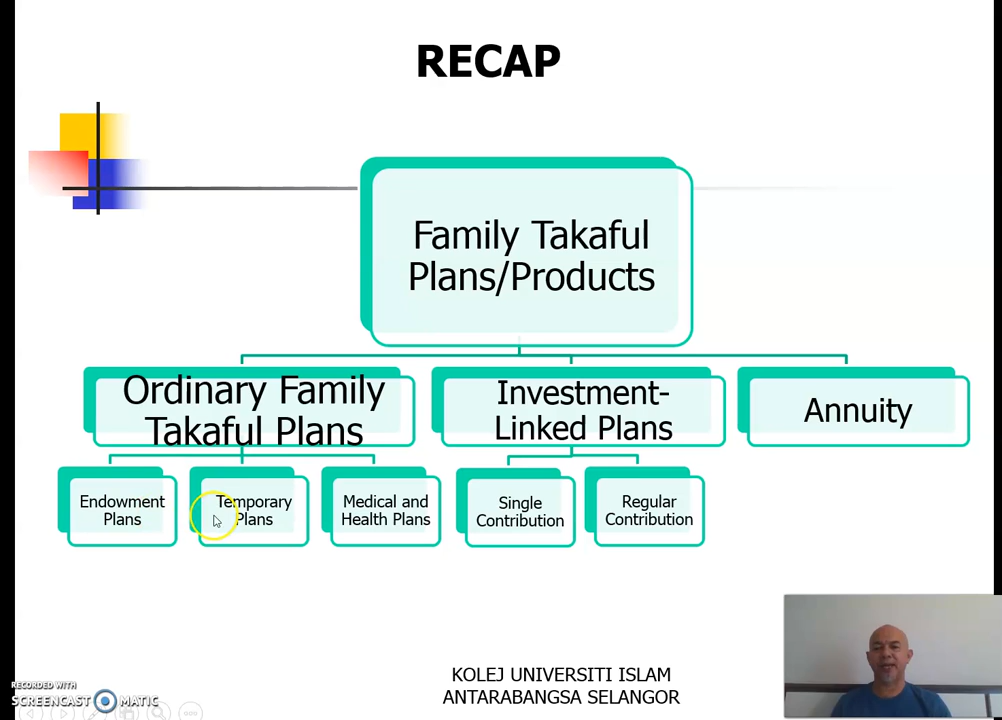 RECAP
Family Takaful
Plans/Products
Ordinary Family
Takaful Plans
Investment-
Linked Plans
Annuity
Endowment
Plans
Temporary
Plans
Medical and
Health Plans
Single
Contribution
Regular
Contribution
KOLEJ UNIVERSITI ISLAM
ANTARABANGSA SELANGOR
RECORDED WITH
SCREENCAST MATIC